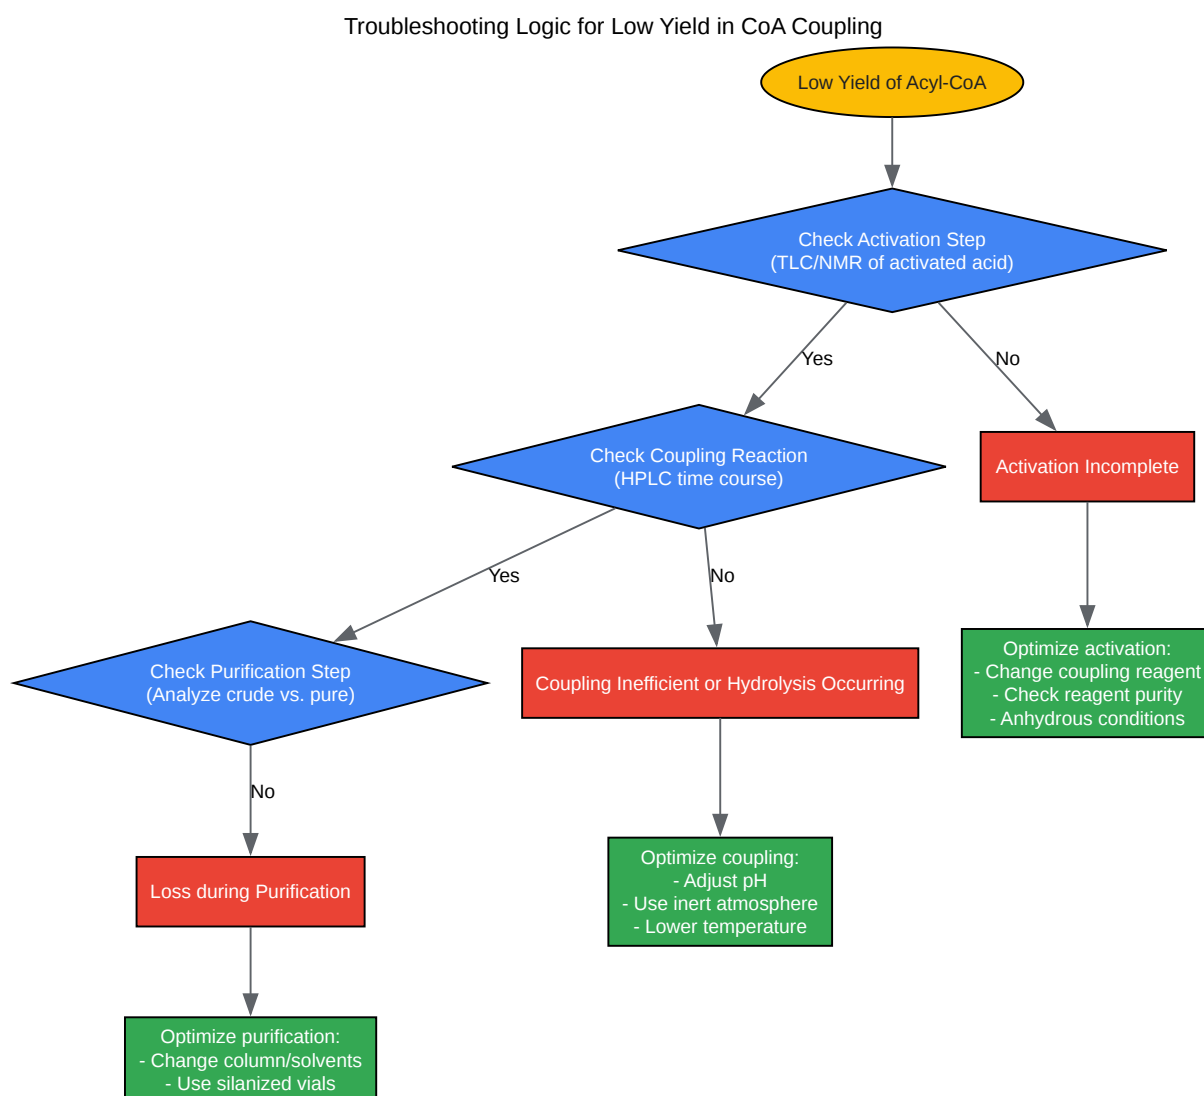 Troubleshooting Logic for Low Yield in CoA Coupling
Low Yield of Acyl-CoA
Check Activation Step
(TLC/NMR of activated acid)
Yes
No
Check Coupling Reaction
(HPLC time course)
Activation Incomplete
Yes
No
Check Purification Step
(Analyze crude vs. pure)
Coupling Inefficient or Hydrolysis Occurring
Optimize activation:
- Change coupling reagent
- Check reagent purity
- Anhydrous conditions
No
Loss during Purification
Optimize coupling:
- Adjust pH
- Use inert atmosphere
- Lower temperature
Optimize purification:
- Change column/solvents
- Use silanized vials